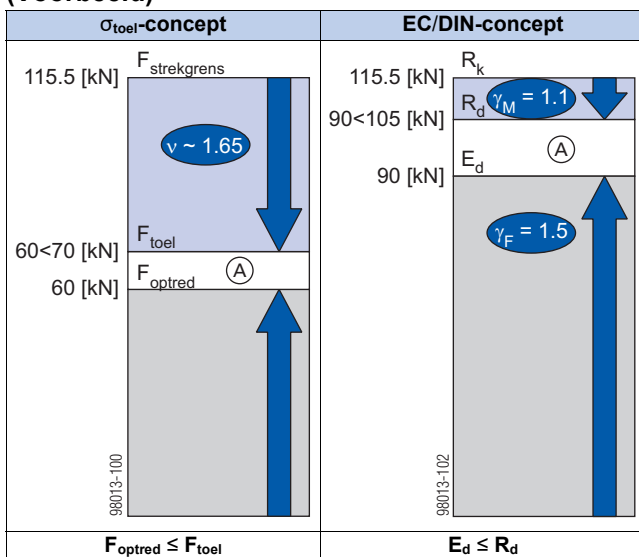 σtoel-concept
EC/DIN-concept
Fstrekgrens
115.5 [kN]
ν ~ 1.65
Ftoel
60<70 [kN]
Foptred
A
60 [kN]
98013-100
Foptred ≤ Ftoel
Rk
115.5 [kN]
Rd
γM = 1.1
90<105 [kN]
A
Ed
90 [kN]
γF = 1.5
98013-102
Ed ≤ Rd